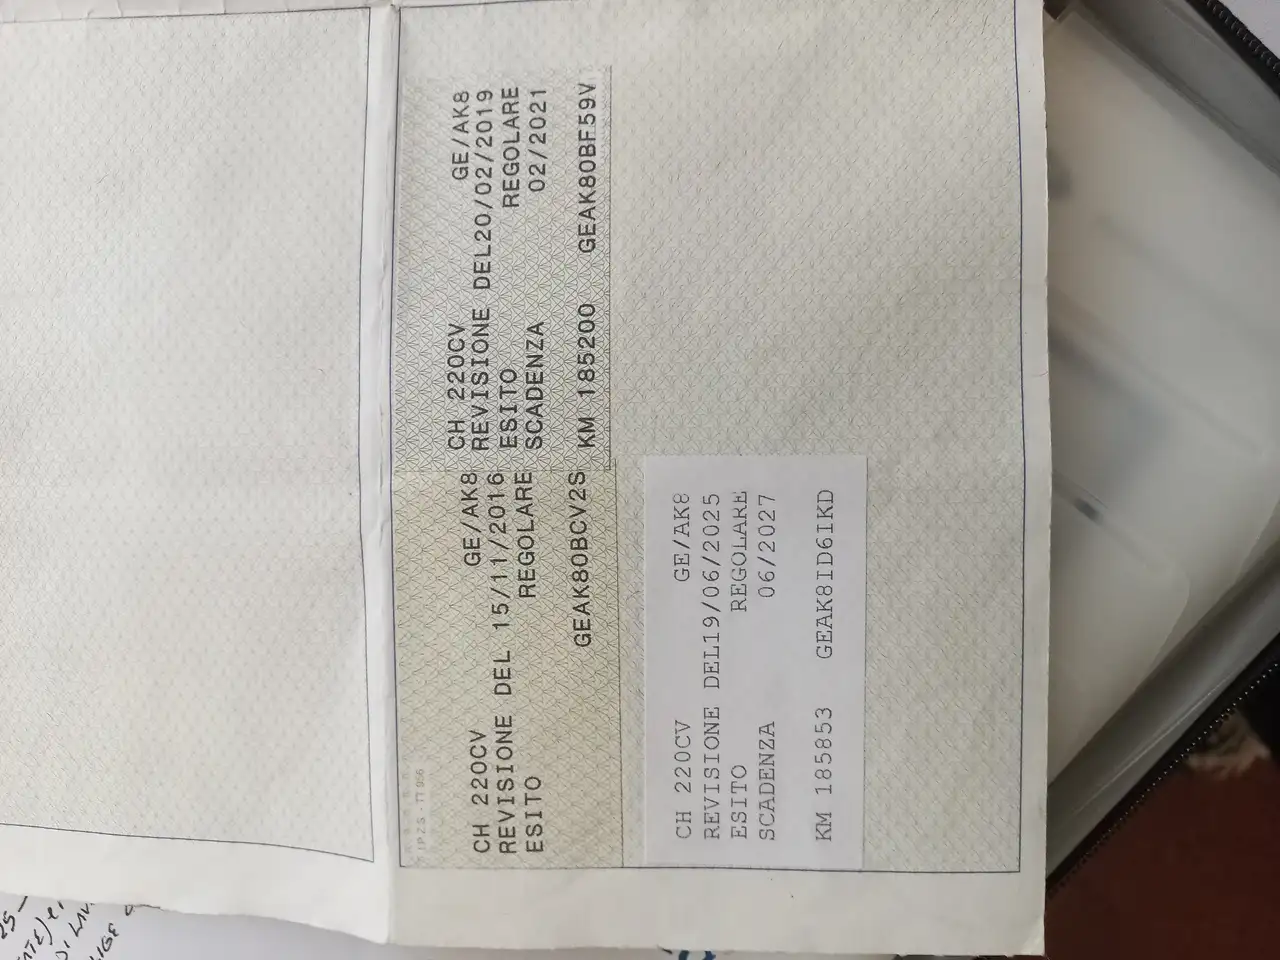 CH 220CV GE/AK8
REVISIONE DEL 15/11/2016
ESITO REGOLARE
GEAK80BCV2S
CH 220CV GE/AK8
REVISIONE DEL20/02/2019
ESITO REGOLARE
SCADENZA 02/2021
KM 185200 GEAK80BF59V
CH 220CV GE/AK8
REVISIONE DEL19/06/2025
ESITO REGOLARE
SCADENZA 06/2027
KM 185853 GEAK8ID6IKD